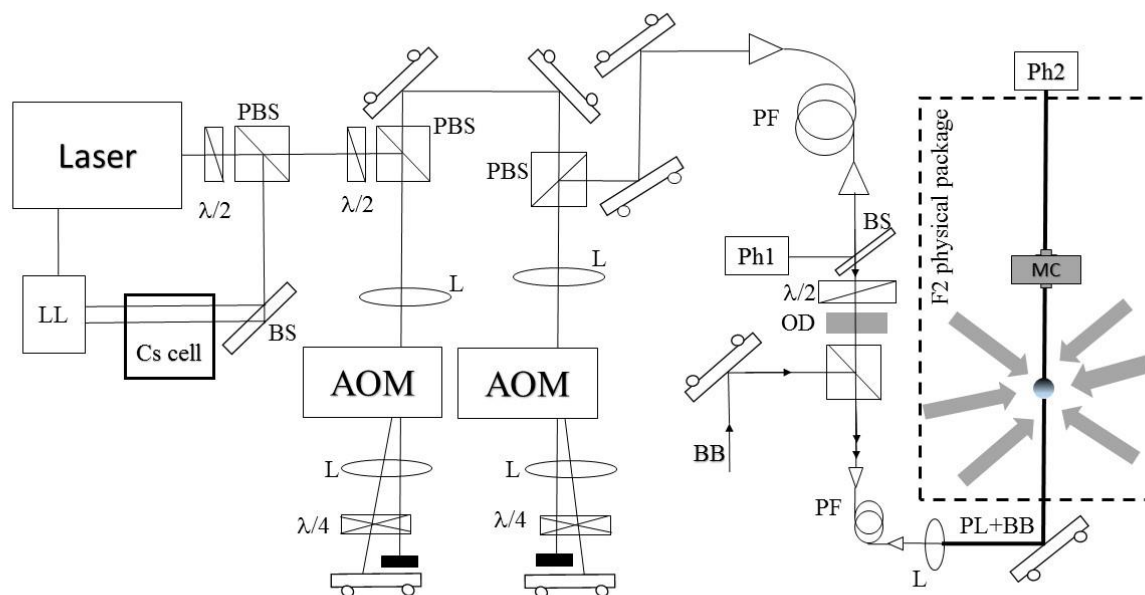 Laser
PBS
λ/2
PBS
λ/2
PBS
PF
Ph2
F2 physical package
LL
Cs cell
BS
L
L
Ph1
BS
λ/2
OD
MC
AOM
AOM
L
L
BB
λ/4
λ/4
PF
PL+BB
L